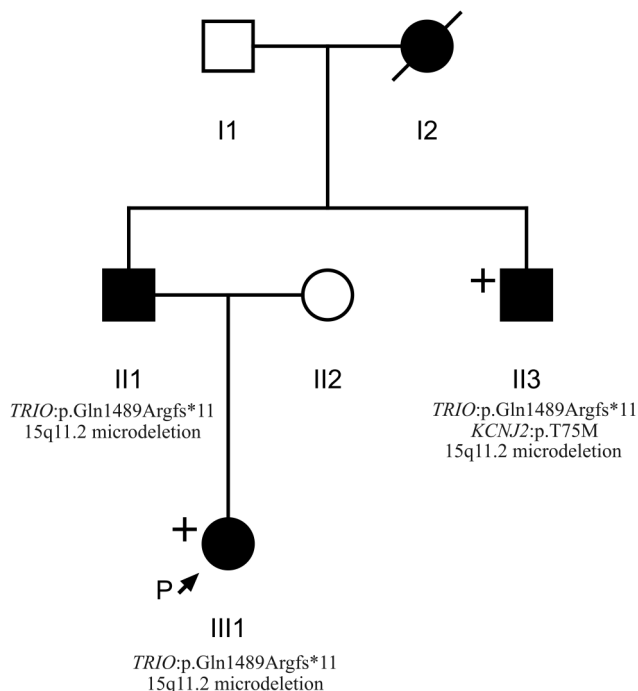 I1
I2
+
II1
II2
II3
TRIO:p.Gln1489Argfs*11
15q11.2 microdeletion
TRIO:p.Gln1489Argfs*11
KCNJ2:p.T75M
15q11.2 microdeletion
+
P
III1
TRIO:p.Gln1489Argfs*11
15q11.2 microdeletion